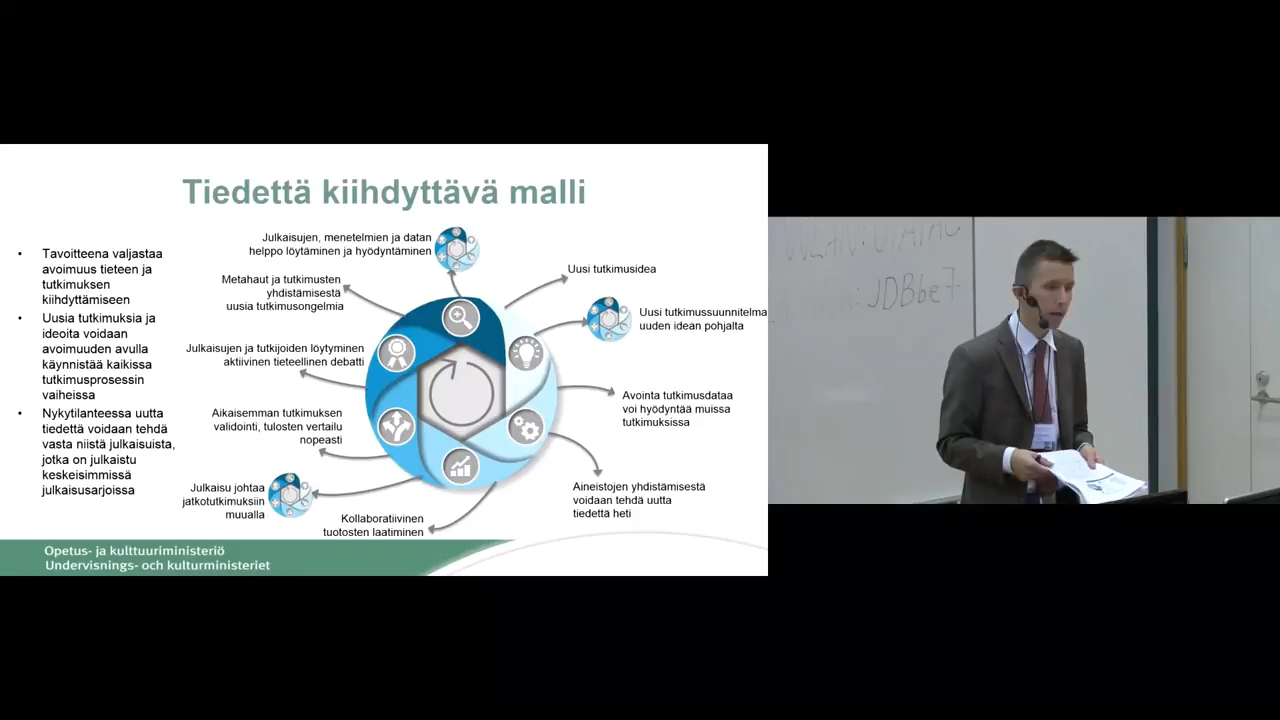 Tiedettä kiihdyttävä malli
• Tavoitteena valjastaa
avoimuus tieteen ja
tutkimuksen
kiihdyttämiseen
• Uusia tutkimuksia ja
ideoita voidaan
avoimuuden avulla
käynnistää kaikissa
tutkimusprosessin
vaiheissa
• Nykytilanteessa uutta
tiedettä voidaan tehdä
vasta niistä julkaisuista,
jotka on julkaistu
keskeisimmissä
julkaisusarjoissa
Julkaisujen, menetelmien ja datan
helppo löytäminen ja hyödyntäminen
Metahaut ja tutkimusten
yhdistämisestä
uusia tutkimusongelmia
Julkaisujen ja tutkijoiden löytyminen
aktiivinen tieteellinen debatti
Aikaisemman tutkimuksen
validointi, tulosten vertailu
nopeasti
Julkaisu johtaa
jatkotutkimuksiin
muualla
Kollaboratiivinen
tuotosten laatiminen
Uusi tutkimusidea
Uusi tutkimussuunnitelma
uuden idean pohjalta
Avointa tutkimusdataa
voi hyödyntää muissa
tutkimuksissa
Aineistojen yhdistämisestä
voidaan tehdä uutta
tiedettä heti
Opetus- ja kulttuuriministeriö
Undervisnings- och kulturministeriet
WLAN:
JDBbe7